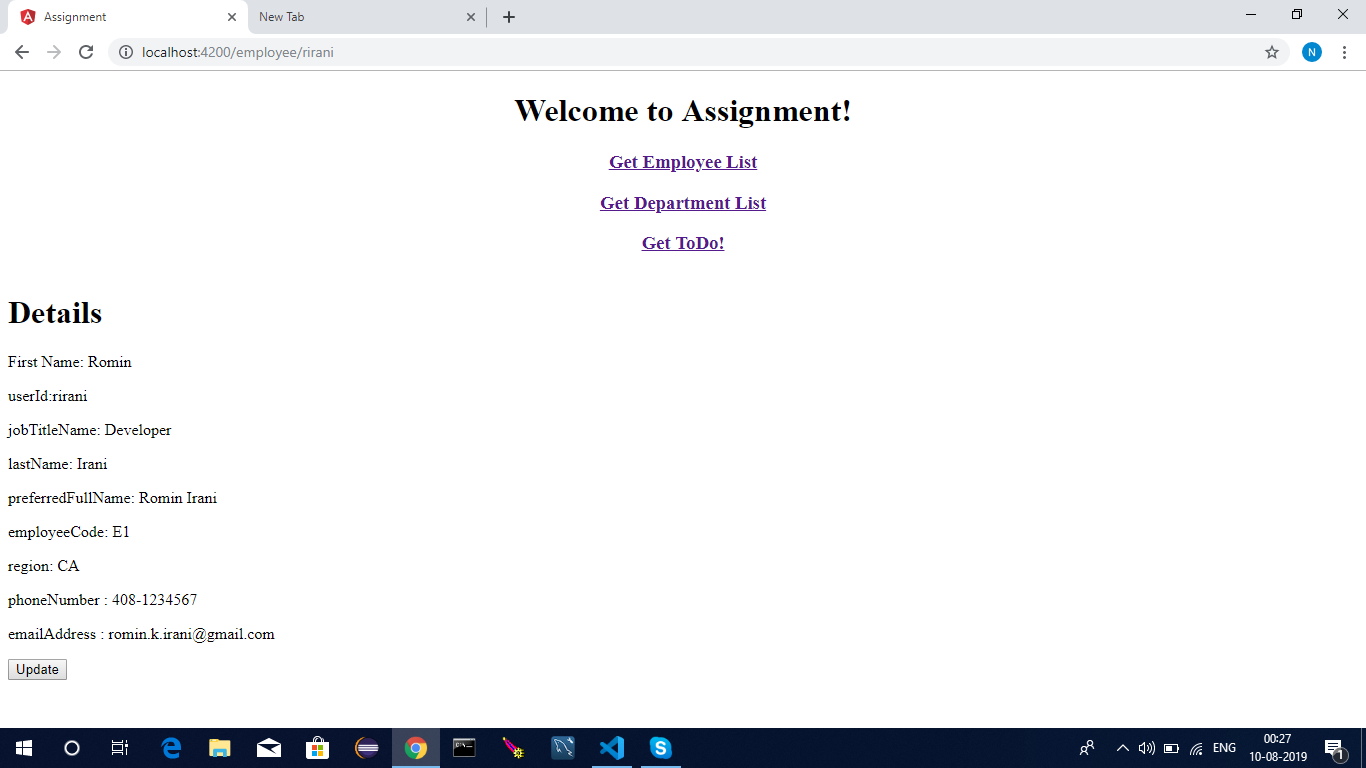 Assignment
New Tab
localhost:4200/employee/rirani
N
Welcome to Assignment!
Get Employee List
Get Department List
Get ToDo!
Details
First Name: Romin
userId:rirani
jobTitleName: Developer
lastName: Irani
preferredFullName: Romin Irani
employeeCode: E1
region: CA
phoneNumber : 408-1234567
emailAddress : romin.k.irani@gmail.com
Update
ENG
00:27
10-08-2019
1